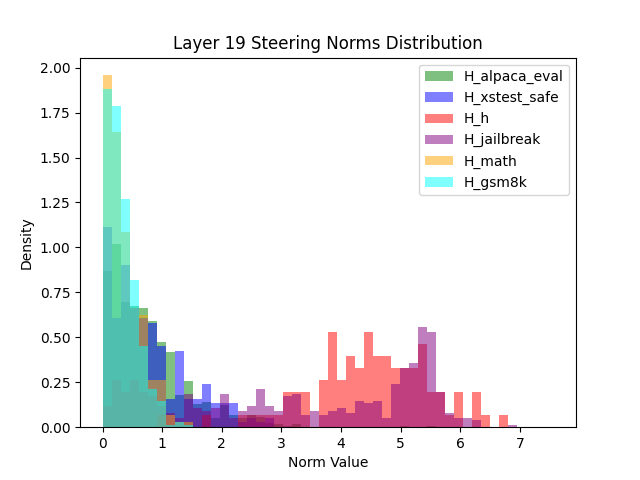 Layer 19 Steering Norms Distribution
H_alpaca_eval
H_xstest_safe
H_h
H_jailbreak
H_math
H_gsm8k
Density
2.00
1.75
1.50
1.25
1.00
0.75
0.50
0.25
0.00
0 1 2 3 4 5 6 7
Norm Value